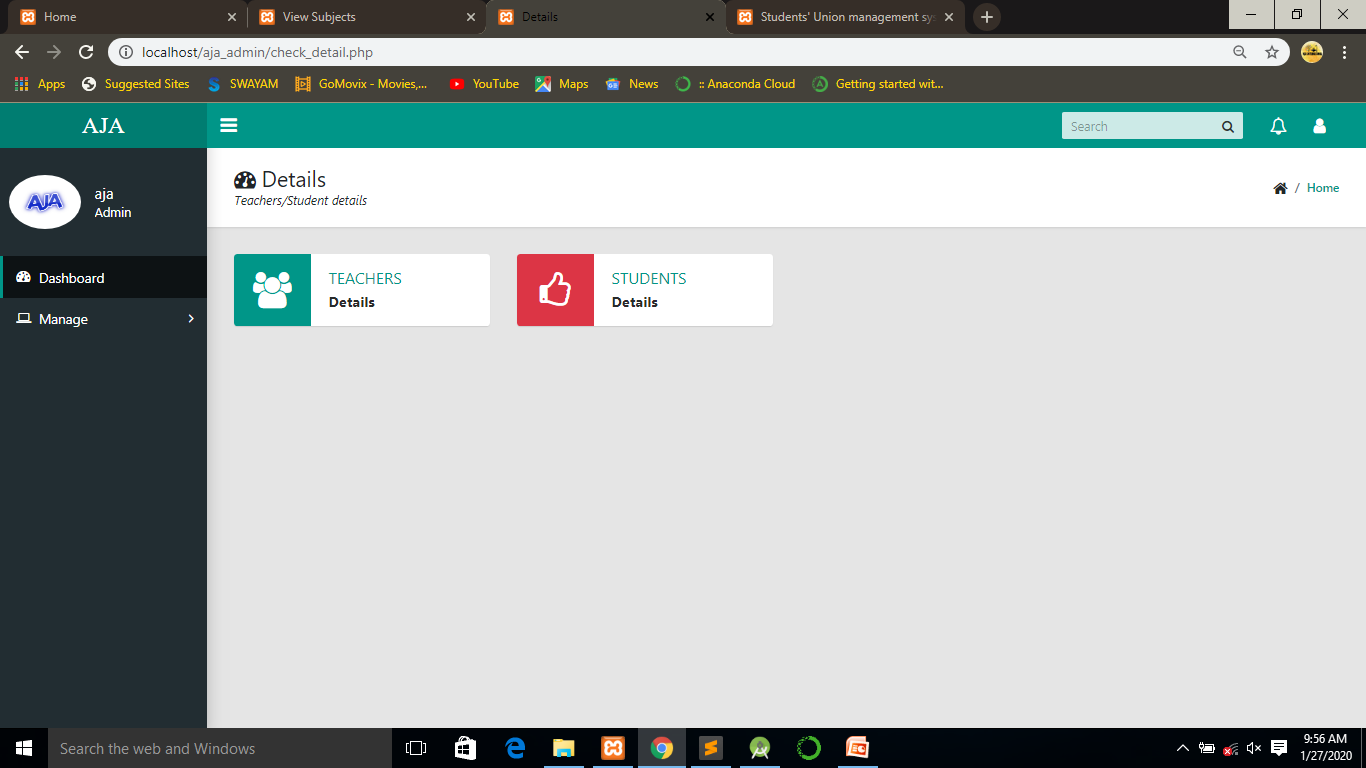 Home
View Subjects
Details
Students' Union management sy
localhost/aja_admin/check_detail.php
Apps
Suggested Sites
SWAYAM
GoMovix - Movies,...
YouTube
Maps
News
:: Anaconda Cloud
Getting started wit...
AJA
Search
AJA
aja
Admin
Details
Teachers/Student details
/ Home
Dashboard
Manage
TEACHERS
Details
STUDENTS
Details
Search the web and Windows
9:56 AM
1/27/2020